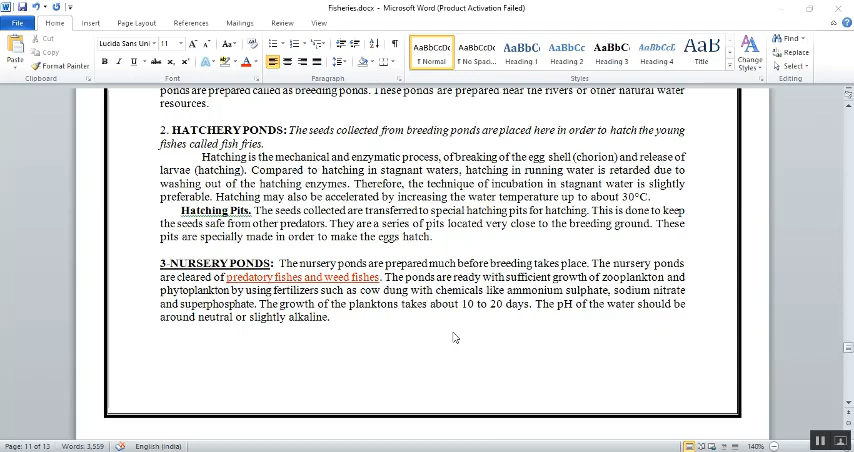 Fisheries.docx - Microsoft Word (Product Activation Failed)
File Home Insert Page Layout References Mailings Review View
Cut
Copy
Format Painter
Paste
Clipboard
Lucida Sans Uni 11
Font
Paragraph
AaBbCcDc AaBbCcDc AaBbC AaBbCc AaBbC AaBbCcL AaB
¶ Normal ¶ No Spaci... Heading 1 Heading 2 Heading 3 Heading 4 Title
Styles
Change Styles
Find
Replace
Select
Editing
ponds are prepared called as breeding ponds. These ponds are prepared near the rivers or other natural water
resources.
2. HATCHERY PONDS: The seeds collected from breeding ponds are placed here in order to hatch the young
fishes called fish fries.
Hatching is the mechanical and enzymatic process, of breaking of the egg shell (chorion) and release of
larvae (hatching). Compared to hatching in stagnant waters, hatching in running water is retarded due to
washing out of the hatching enzymes. Therefore, the technique of incubation in stagnant water is slightly
preferable. Hatching may also be accelerated by increasing the water temperature up to about 30°C.
Hatching Pits. The seeds collected are transferred to special hatching pits for hatching. This is done to keep
the seeds safe from other predators. They are a series of pits located very close to the breeding ground. These
pits are specially made in order to make the eggs hatch.
3-NURSERY PONDS: The nursery ponds are prepared much before breeding takes place. The nursery ponds
are cleared of predatory fishes and weed fishes. The ponds are ready with sufficient growth of zooplankton and
phytoplankton by using fertilizers such as cow dung with chemicals like ammonium sulphate, sodium nitrate
and superphosphate. The growth of the planktons takes about 10 to 20 days. The pH of the water should be
around neutral or slightly alkaline.
Page: 11 of 13 Words: 3,559 English (India) 140%